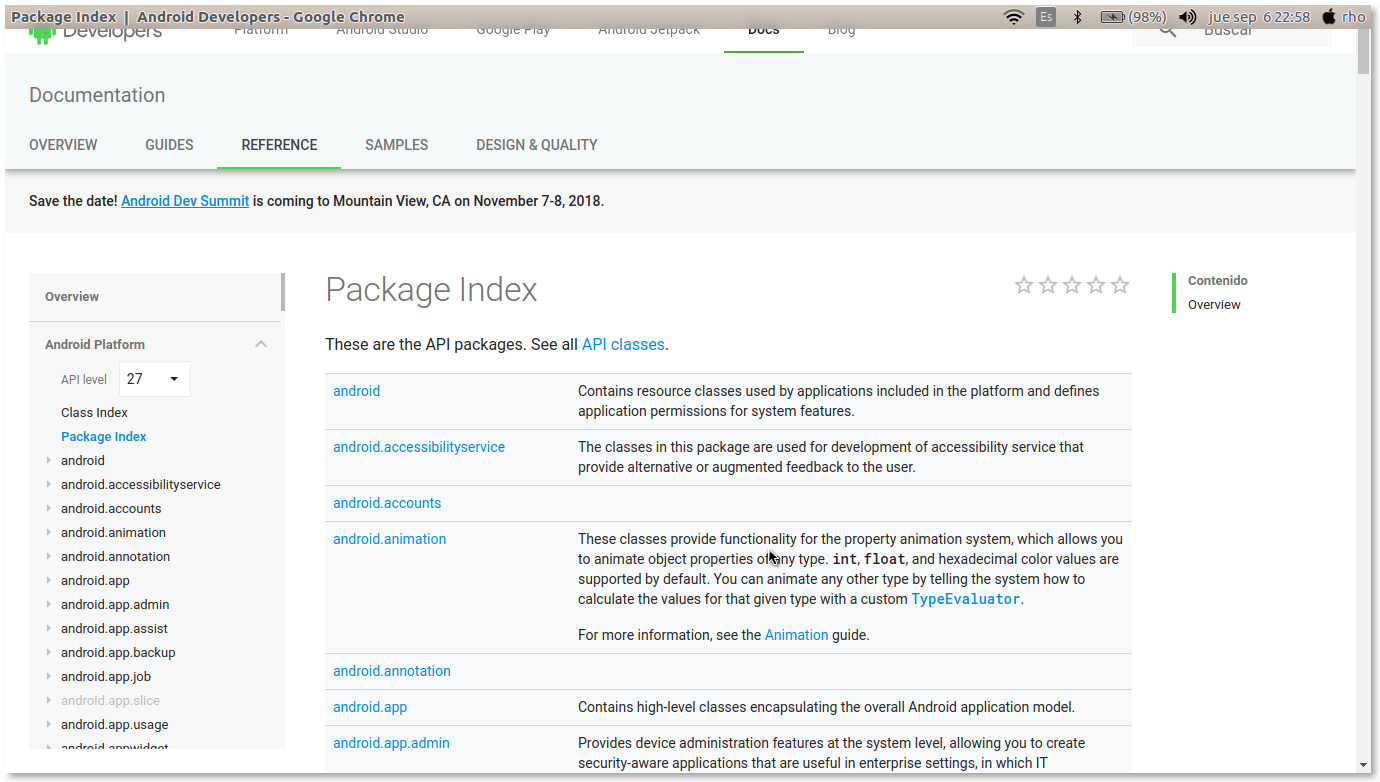 Package Index | Android Developers - Google Chrome
Es (98%) jue sep 6 22:58 rho
Developers Platform Android Studio Google Play Android Jetpack Docs Blog Buscar
Documentation
OVERVIEW GUIDES REFERENCE SAMPLES DESIGN & QUALITY
Save the date! Android Dev Summit is coming to Mountain View, CA on November 7-8, 2018.
Overview
Android Platform
API level 27
Class Index
Package Index
android
android.accessibilityservice
android.accounts
android.animation
android.annotation
android.app
android.app.admin
android.app.assist
android.app.backup
android.app.job
android.app.slice
android.app.usage
android.appwidget
Package Index
These are the API packages. See all API classes.
android
Contains resource classes used by applications included in the platform and defines
application permissions for system features.
android.accessibilityservice
The classes in this package are used for development of accessibility service that
provide alternative or augmented feedback to the user.
android.accounts
android.animation
These classes provide functionality for the property animation system, which allows you
to animate object properties of any type. int, float, and hexadecimal color values are
supported by default. You can animate any other type by telling the system how to
calculate the values for that given type with a custom TypeEvaluator.
For more information, see the Animation guide.
android.annotation
android.app
Contains high-level classes encapsulating the overall Android application model.
android.app.admin
Provides device administration features at the system level, allowing you to create
security-aware applications that are useful in enterprise settings, in which IT
Contenido
Overview